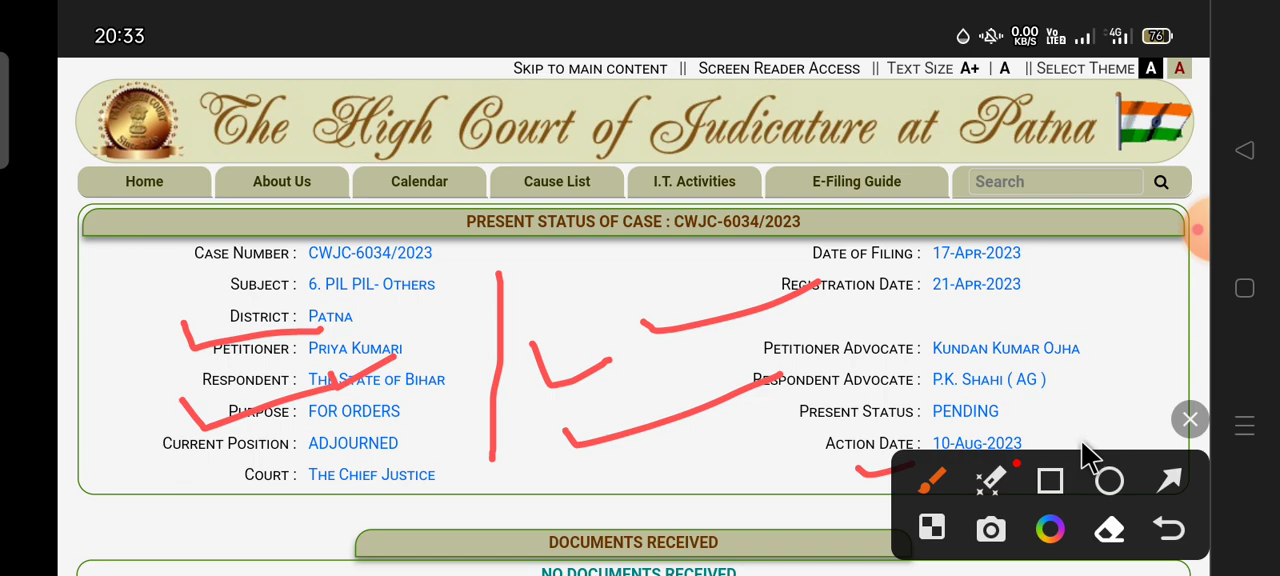 20:33
0.00 KB/S Vo LTE2 4G 76
Skip to main content || Screen Reader Access || Text Size A+ | A || Select Theme A A
The High Court of Judicature at Patna
Home About Us Calendar Cause List I.T. Activities E-Filing Guide Search
PRESENT STATUS OF CASE : CWJC-6034/2023
Case Number : CWJC-6034/2023 Date of Filing : 17-Apr-2023
Subject : 6. PIL PIL- Others Registration Date : 21-Apr-2023
District : Patna
Petitioner : Priya Kumari Petitioner Advocate : Kundan Kumar Ojha
Respondent : The State of Bihar Respondent Advocate : P.K. Shahi ( AG )
Purpose : FOR ORDERS Present Status : PENDING
Current Position : ADJOURNED Action Date : 10-Aug-2023
Court : The Chief Justice
DOCUMENTS RECEIVED
NO DOCUMENTS RECEIVED